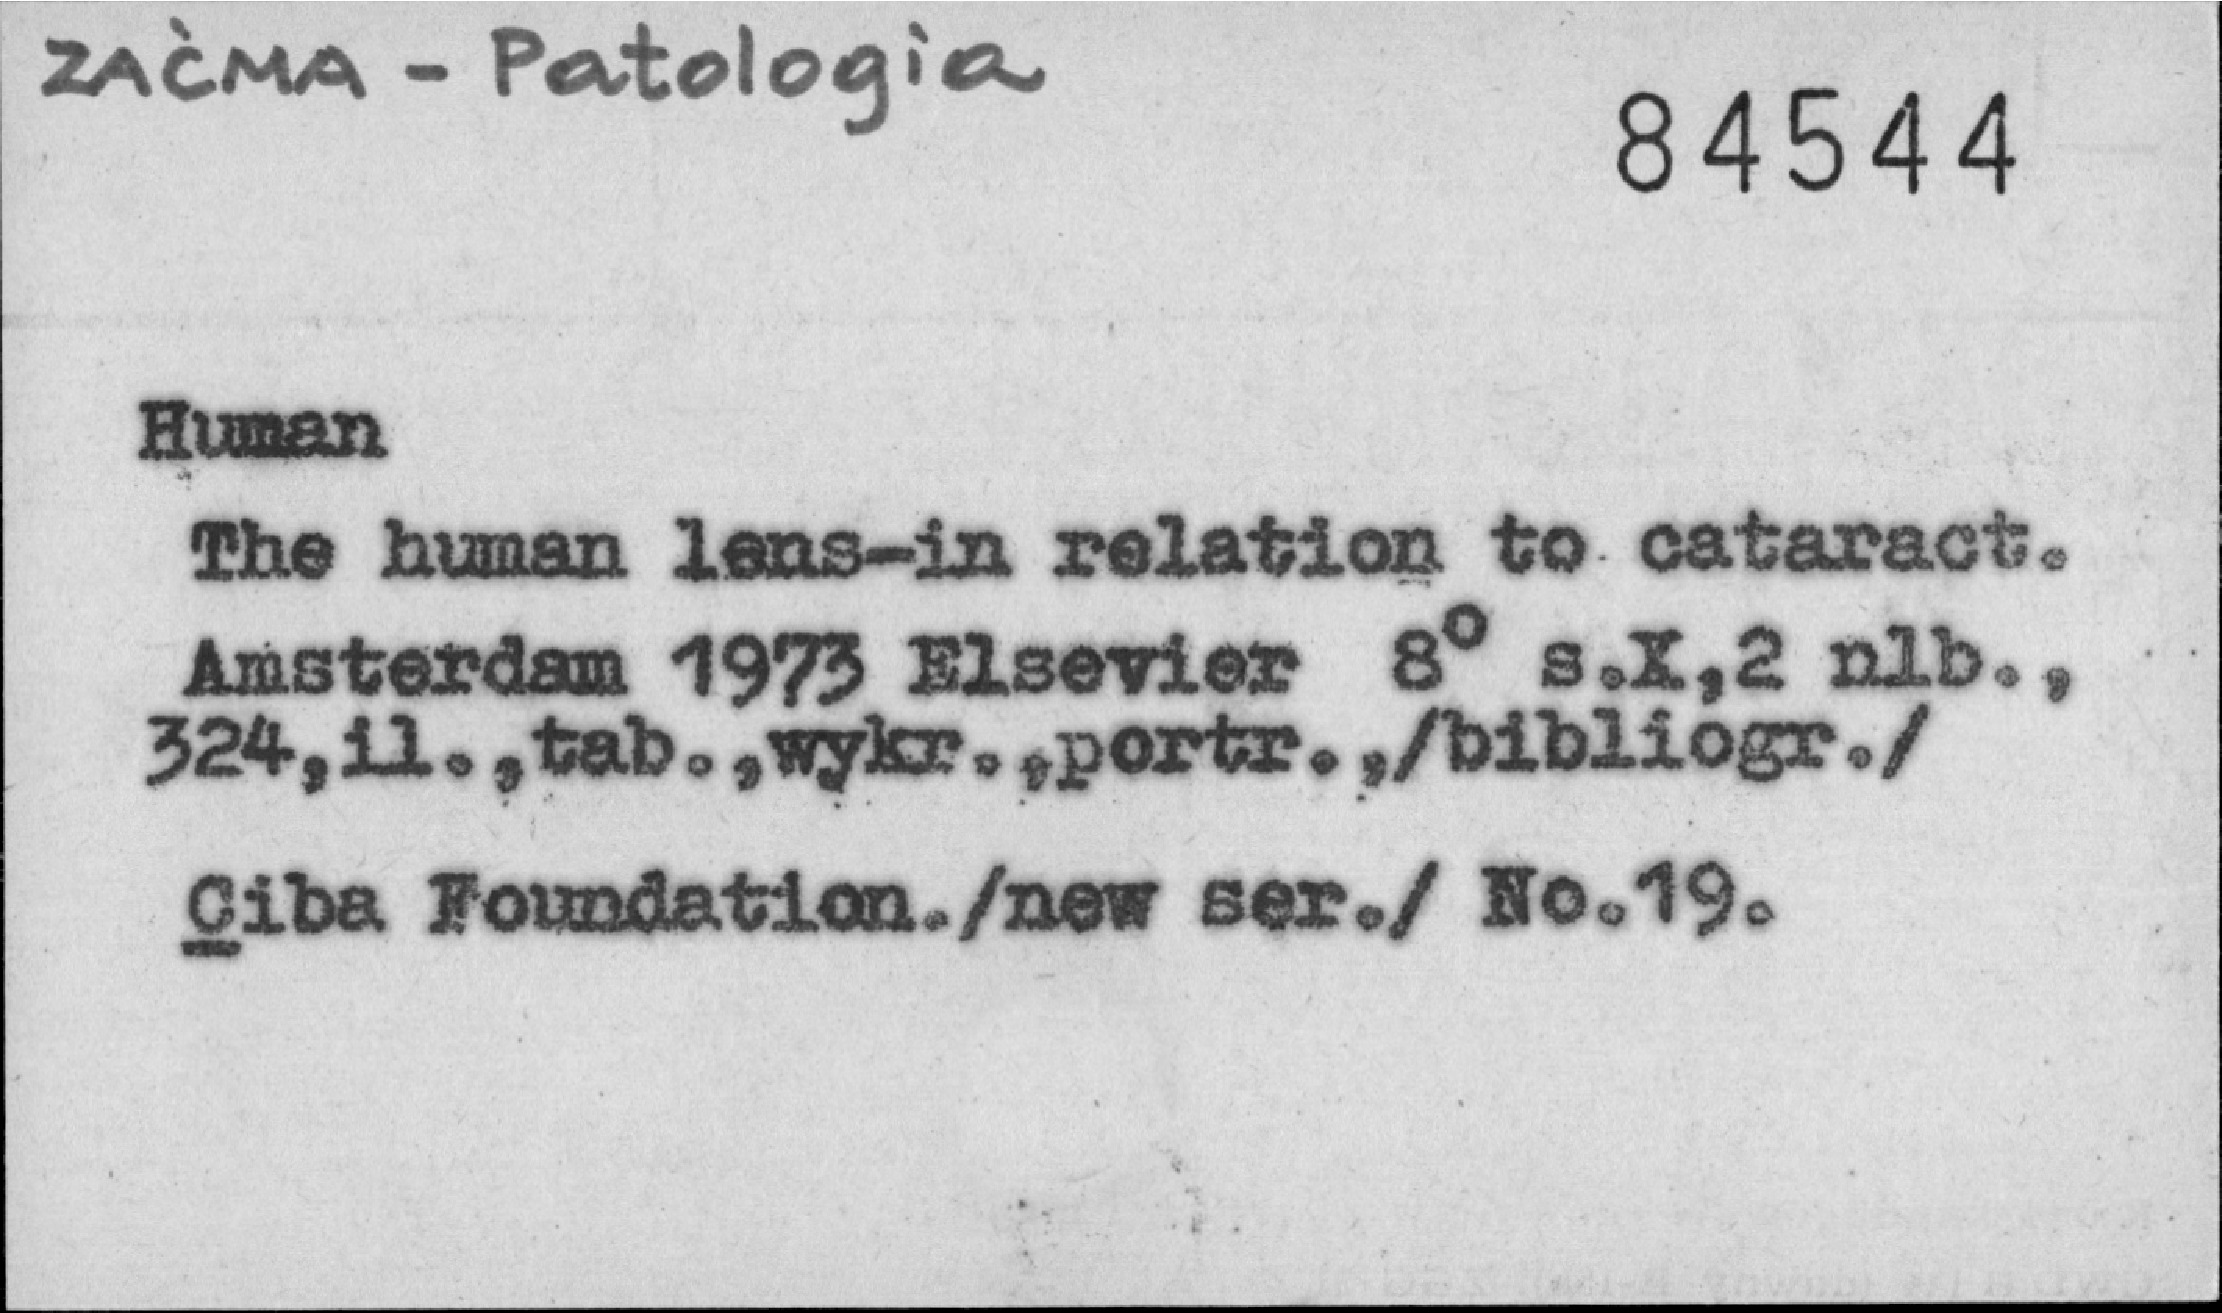 ZAĆMA - Patologia
84544
Human
The human lens-in relation to cataract.
Amsterdam 1973 Elsevier 8° s.X,2 nlb.,
324,il.,tab.,wykr.,portr.,/bibliogr./
Ciba Foundation./new ser./ No.19.